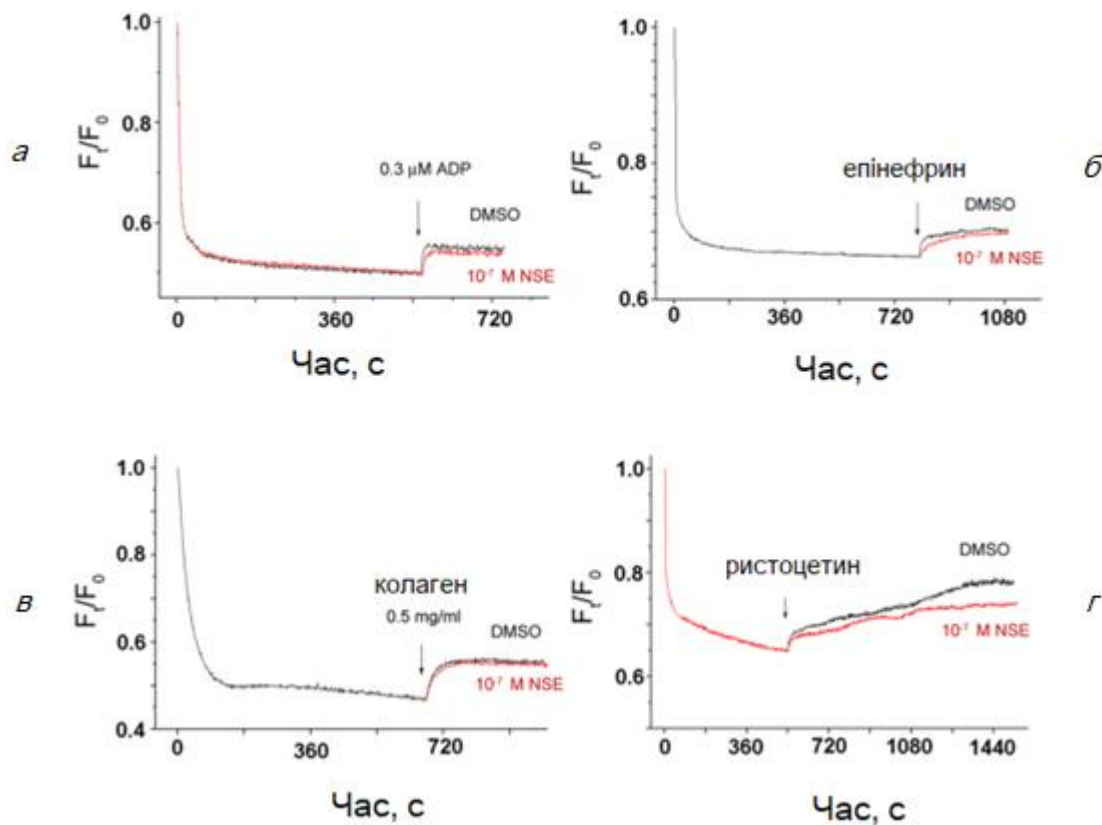 а
Ft/F0
1.0
0.8
0.6
0.3 μM ADP
DMSO
10-7 M NSE
0
360
720
Час, с
б
Ft/F0
1.0
0.8
0.6
епінефрин
DMSO
10-7 M NSE
0
360
720
1080
Час, с
в
Ft/F0
1.0
0.8
0.6
0.4
колаген
0.5 mg/ml
DMSO
10-7 M NSE
0
360
720
Час, с
г
Ft/F0
1.0
0.8
0.6
ристоцетин
DMSO
10-7 M NSE
0
360
720
1080
1440
Час, с